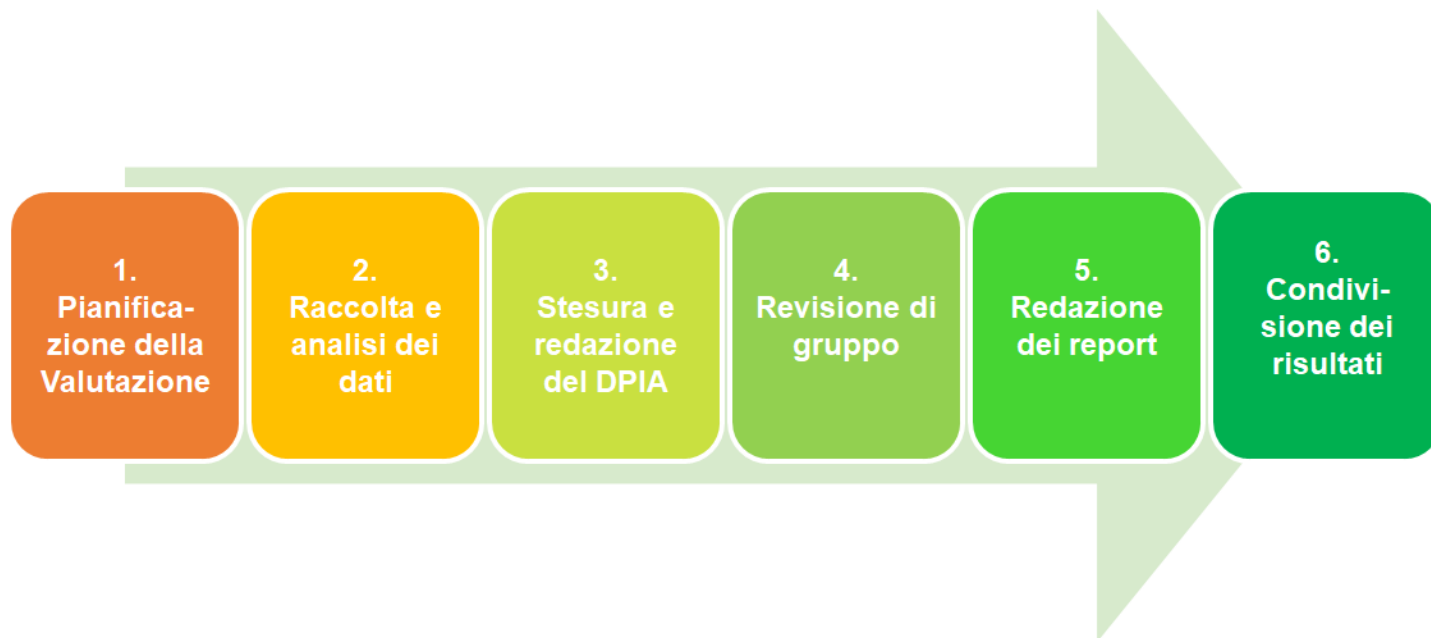 1.
Pianifica-
zione della
Valutazione
2.
Raccolta e
analisi dei
dati
3.
Stesura e
redazione
del DPIA
4.
Revisione di
gruppo
5.
Redazione
dei report
6.
Condivi-
sione dei
risultati